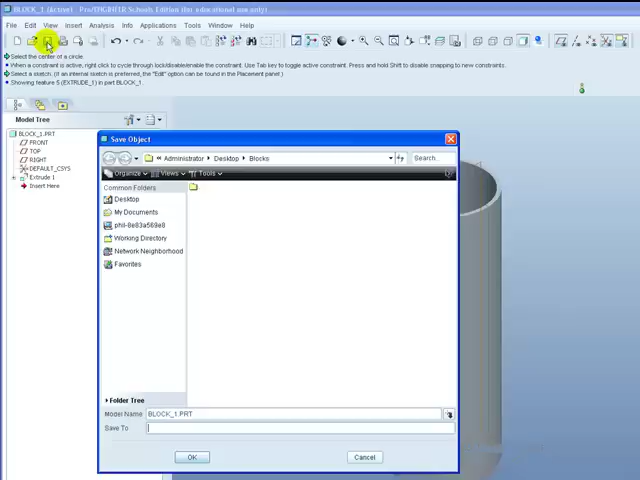 BLOCK_1 (Active) - Pro/ENGINEER Schools Edition (for educational use only)
File Edit View Insert Analysis Info Applications Tools Window Help
Select the center of a circle.
When a constraint is active, right click to cycle through lock/disable/enable the constraint. Use Tab key to toggle active constraint. Press and hold Shift to disable snapping to new constraints.
Select a sketch. (If an internal sketch is preferred, the "Edit" option can be found in the Placement panel.)
Showing feature 5 (EXTRUDE_1) in part BLOCK_1.
Model Tree
BLOCK_1.PRT
FRONT
TOP
RIGHT
DEFAULT_CSYS
Extrude 1
Insert Here
Save Object
Administrator Desktop Blocks
Search...
Organize Views Tools
Common Folders
Desktop
My Documents
phil-8e83a569e8
Working Directory
Network Neighborhood
Favorites
Folder Tree
Model Name BLOCK_1.PRT
Save To
OK Cancel